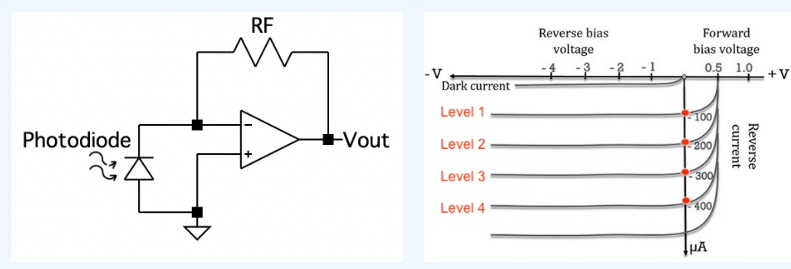 RF
Photodiode
-
+
Vout
Reverse bias
voltage
Forward
bias voltage
-4 -3 -2 -1 0.5 1.0
-V +V
Dark current
Level 1
- 100
Level 2
- 200
Level 3
- 300
Level 4
- 400
Reverse
current
µA